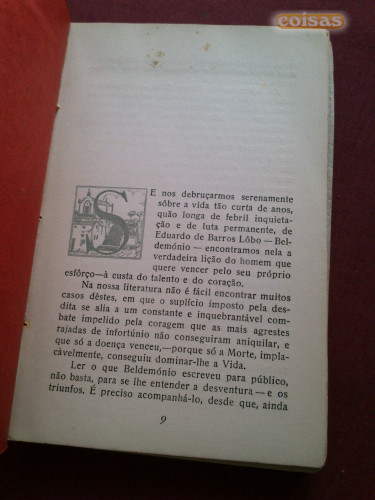 coisas
SE nos debruçarmos serenamente
sôbre a vida tão curta de anos,
quão longa de febril inquieta-
ção e de luta permanente, de
Eduardo de Barros Lôbo — Bel-
demónio — encontramos nela a
verdadeira lição do homem que
quere vencer pelo seu próprio
esfôrço—à custa do talento e do coração.
Na nossa literatura não é fácil encontrar muitos
casos dêstes, em que o suplício imposto pela des-
dita se alia a um constante e inquebrantável com-
bate impelido pela coragem que as mais agrestes
rajadas de infortúnio não conseguiram aniquilar, e
que só a doença venceu,—porque só a Morte, impla-
càvelmente, conseguiu dominar-lhe a Vida.
Ler o que Beldemónio escreveu para público,
não basta, para se lhe entender a desventura — e os
triunfos. É preciso acompanhá-lo, desde que, ainda
9